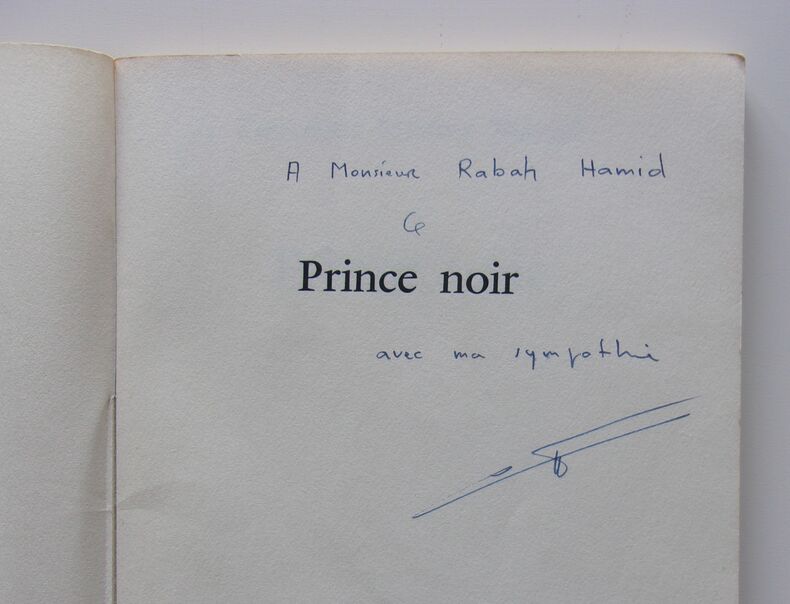 A Monsieur Rabah Hamid
Ce
Prince noir
avec ma sympathie